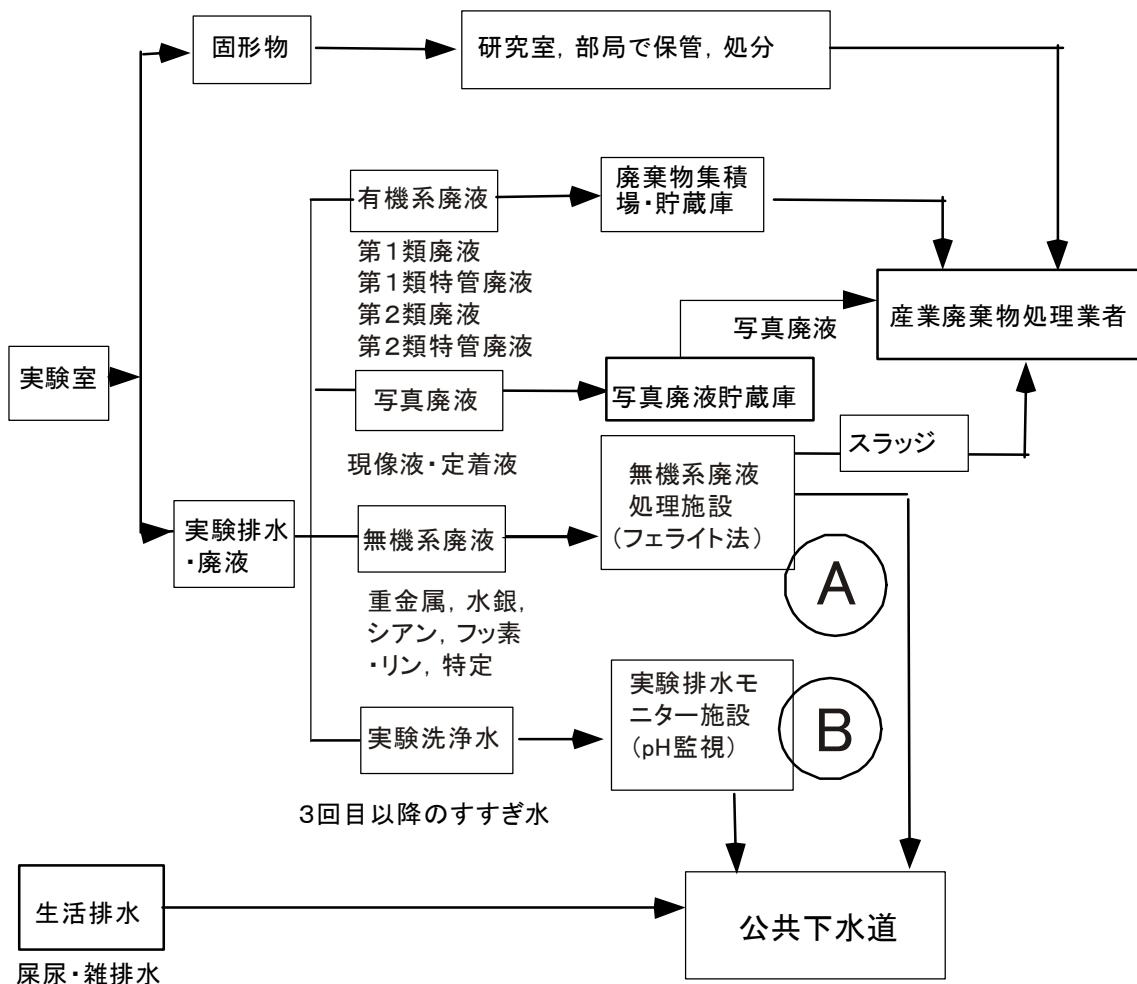 固形物
研究室, 部局で保管, 処分
有機系廃液
第1類廃液
第1類特管廃液
第2類廃液
第2類特管廃液
廃棄物集積
場・貯蔵庫
産業廃棄物処理業者
写真廃液
実験室
写真廃液
写真廃液貯蔵庫
現像液・定着液
スラッジ
無機系廃液
処理施設
(フェライト法)
実験排水
・廃液
無機系廃液
A
重金属, 水銀,
シアン, フッ素
・リン, 特定
実験排水モ
ニター施設
(pH監視)
B
実験洗浄水
3回目以降のすすぎ水
生活排水
公共下水道
屎尿・雑排水